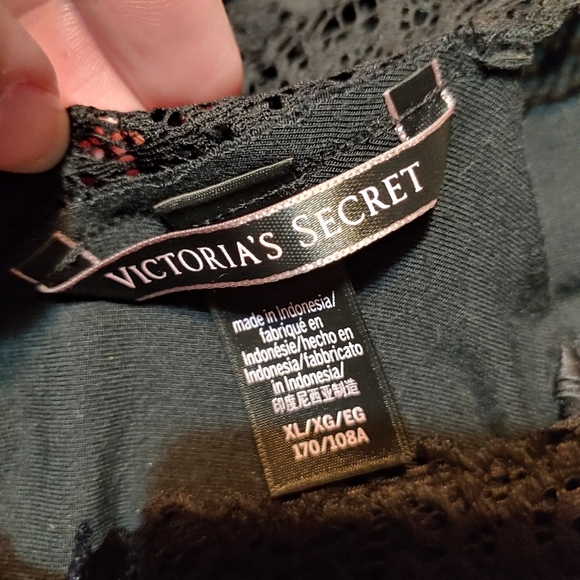 VICTORIA'S SECRET
made in Indonesia/
fabriqué en
Indonésie/hecho en
Indonesia/fabbricato
in Indonesia/
印度尼西亚制造
XL/XG/EG
170/108A